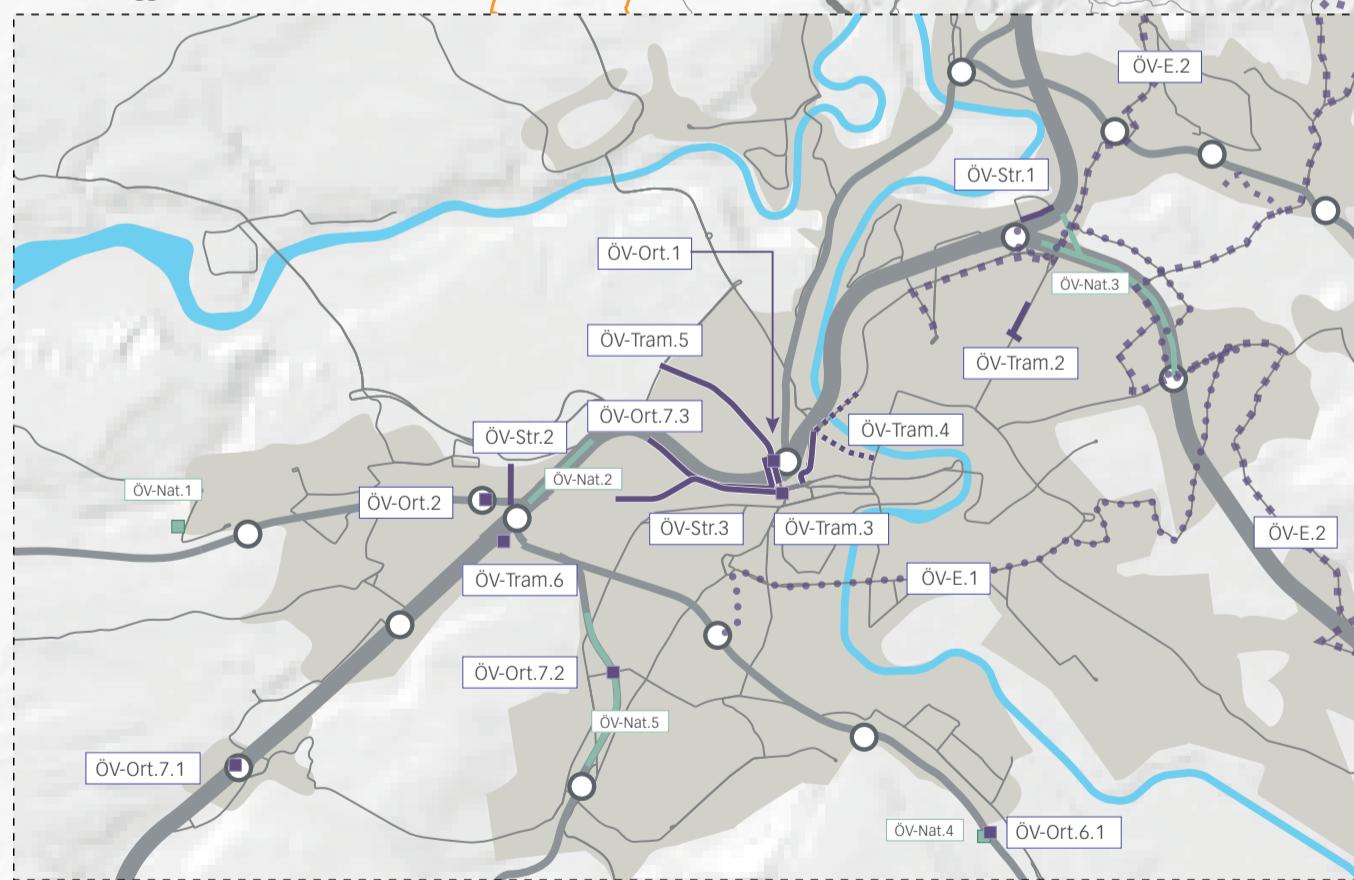 ÖV-E.2
ÖV-Str.1
ÖV-Ort.1
ÖV-Nat.3
ÖV-Tram.5
ÖV-Tram.2
ÖV-Ort.7.3
ÖV-Str.2
ÖV-Tram.4
ÖV-Nat.2
ÖV-Nat.1
ÖV-Ort.2
ÖV-Str.3
ÖV-Tram.3
ÖV-E.2
ÖV-Tram.6
ÖV-E.1
ÖV-Ort.7.2
ÖV-Nat.5
ÖV-Ort.7.1
ÖV-Nat.4
ÖV-Ort.6.1